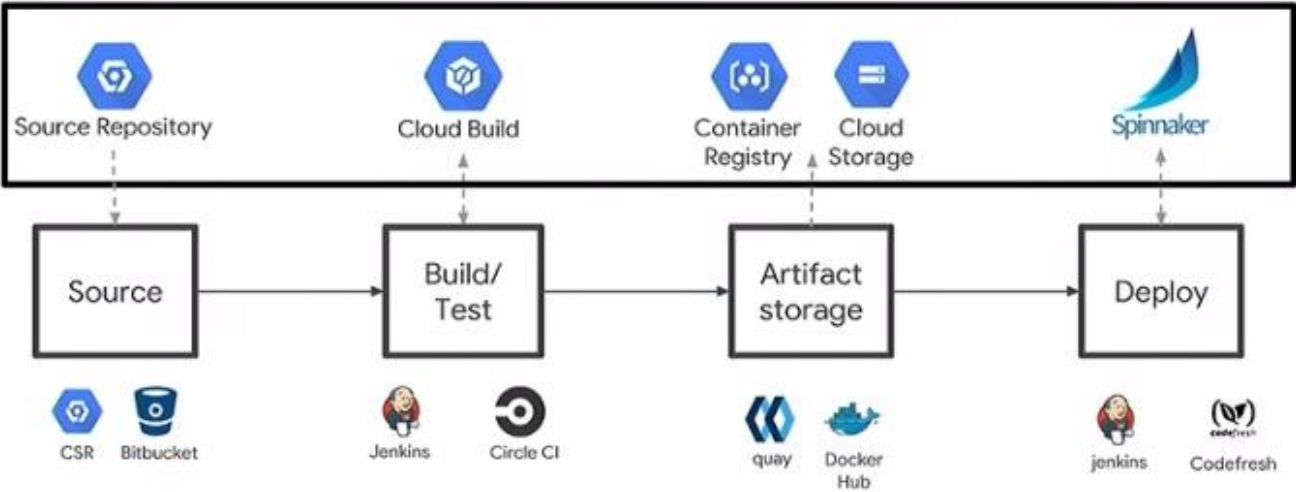 Source Repository
Cloud Build
Container
Registry
Cloud
Storage
Spinnaker
Source
Build/
Test
Artifact
storage
Deploy
CSR
Bitbucket
Jenkins
Circle CI
quay
Docker
Hub
jenkins
codefresh
Codefresh